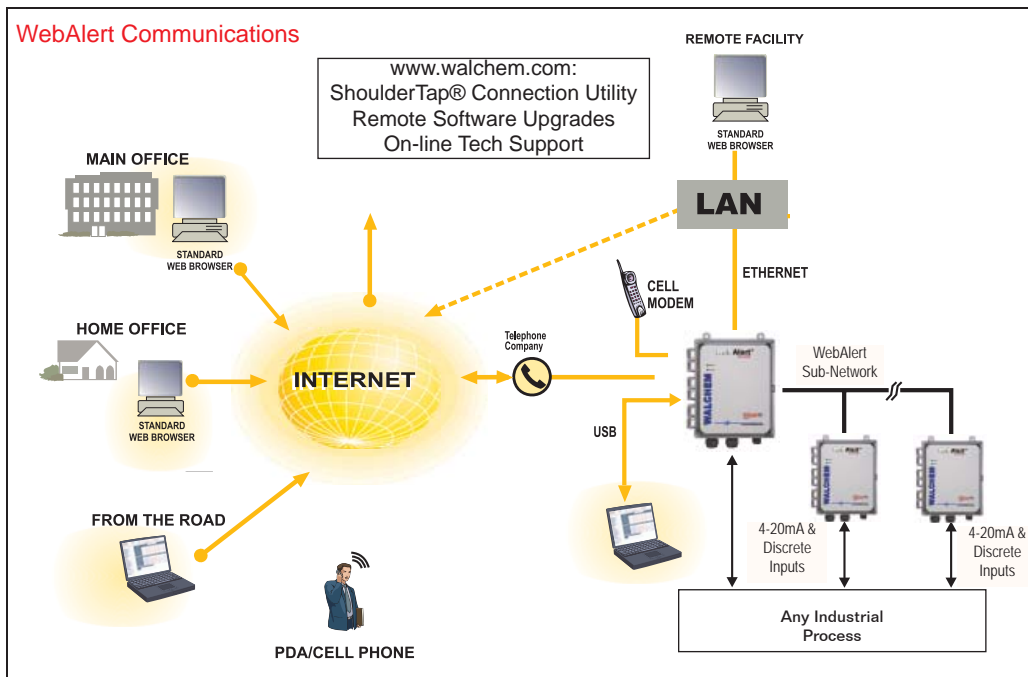 WebAlert Communications
www.walchem.com:
ShoulderTap® Connection Utility
Remote Software Upgrades
On-line Tech Support
REMOTE FACILITY
STANDARD
WEB BROWSER
MAIN OFFICE
STANDARD
WEB BROWSER
LAN
ETHERNET
CELL
MODEM
HOME OFFICE
STANDARD
WEB BROWSER
INTERNET
Telephone
Company
WebAlert
Sub-Network
Alert
WALCHEM
USB
WALCHEM
WALCHEM
FROM THE ROAD
4-20mA &
Discrete
Inputs
4-20mA &
Discrete
Inputs
PDA/CELL PHONE
Any Industrial
Process